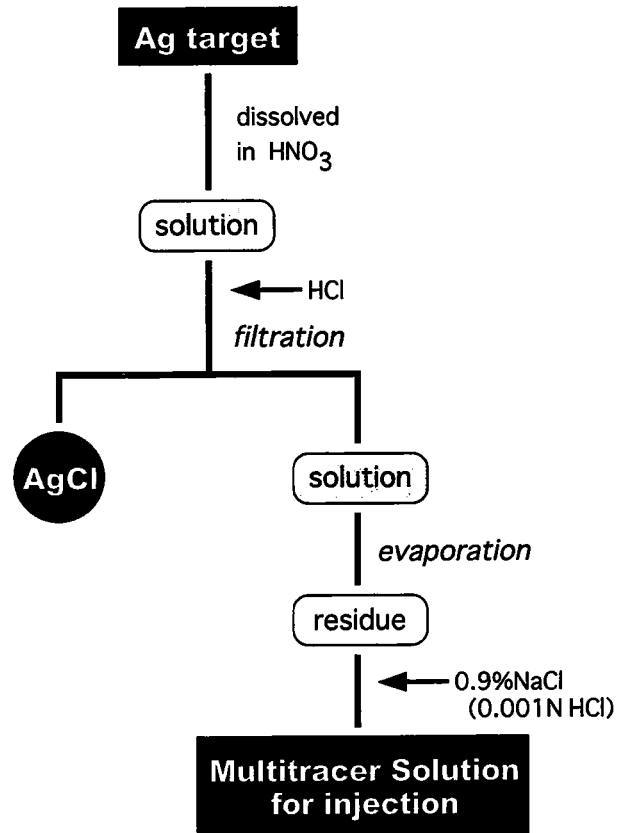 Ag target
dissolved
in HNO₃
solution
HCl
filtration
AgCl
solution
evaporation
residue
0.9%NaCl
(0.001N HCl)
Multitracer Solution
for injection